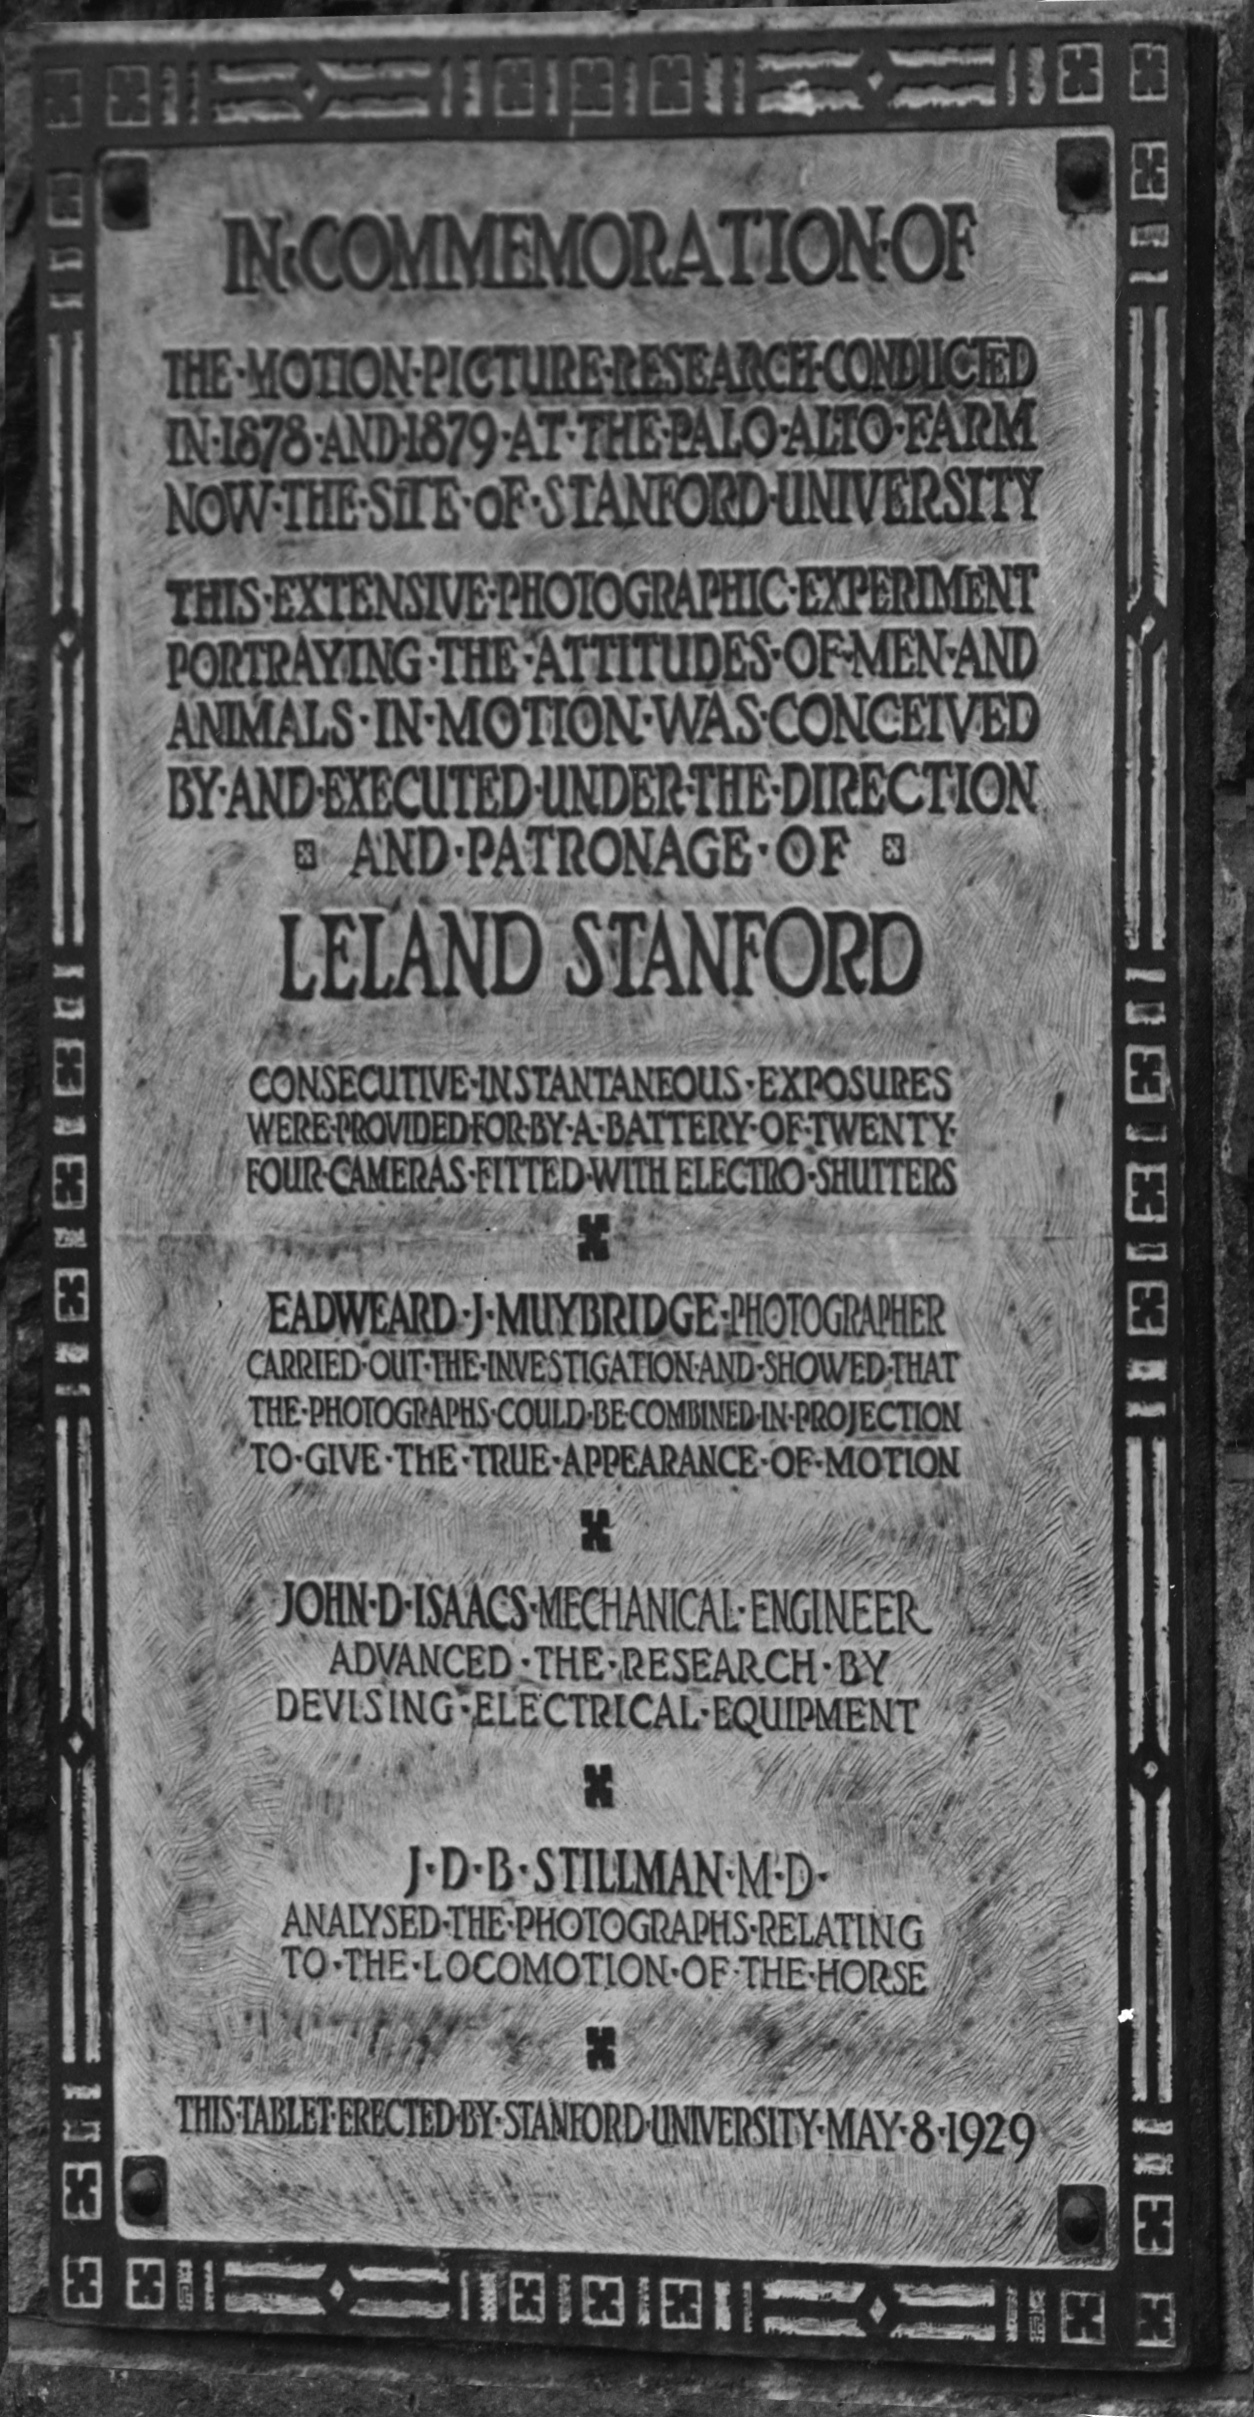 IN·COMMEMORATION·OF
THE·MOTION·PICTURE·RESEARCH·CONDUCTED
IN·1878·AND·1879·AT·THE·PALO·ALTO·FARM
NOW·THE·SITE·OF·STANFORD·UNIVERSITY
THIS·EXTENSIVE·PHOTOGRAPHIC·EXPERIMENT
PORTRAYING·THE·ATTITUDES·OF·MEN·AND
ANIMALS·IN·MOTION·WAS·CONCEIVED
BY·AND·EXECUTED·UNDER·THE·DIRECTION
AND·PATRONAGE·OF
LELAND STANFORD
CONSECUTIVE·INSTANTANEOUS·EXPOSURES
WERE·PROVIDED·FOR·BY·A·BATTERY·OF·TWENTY·
FOUR·CAMERAS·FITTED·WITH ELECTRO·SHUTTERS
EADWEARD·J·MUYBRIDGE·PHOTOGRAPHER
CARRIED·OUT·THE·INVESTIGATION·AND·SHOWED·THAT
THE·PHOTOGRAPHS·COULD·BE·COMBINED·IN·PROJECTION
TO·GIVE·THE·TRUE·APPEARANCE·OF·MOTION
JOHN·D·ISAACS·MECHANICAL·ENGINEER
ADVANCED·THE·RESEARCH·BY
DEVISING·ELECTRICAL·EQUIPMENT
J·D·B·STILLMAN·M·D·
ANALYSED·THE·PHOTOGRAPHS·RELATING
TO·THE·LOCOMOTION·OF·THE·HORSE
THIS·TABLET·ERECTED·BY·STANFORD·UNIVERSITY·MAY·8·1929